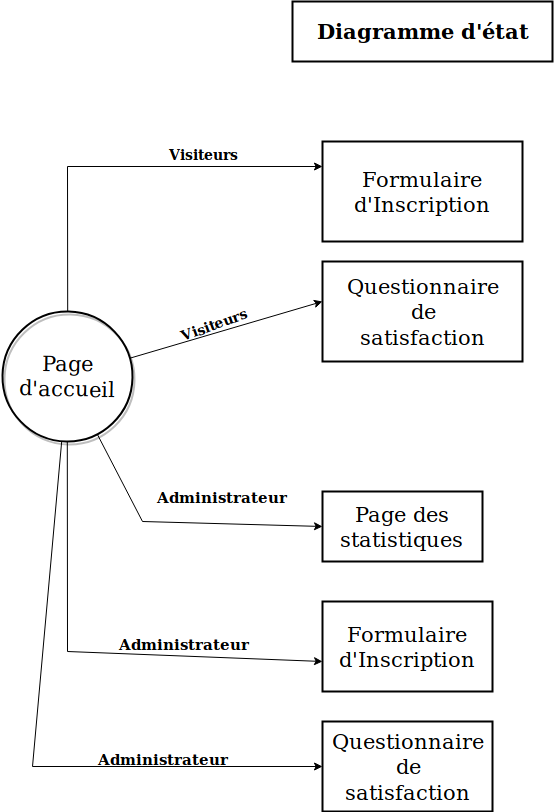 Diagramme d'état
Visiteurs
Formulaire
d'Inscription
Visiteurs
Questionnaire
de
satisfaction
Page
d'accueil
Administrateur
Page des
statistiques
Administrateur
Formulaire
d'Inscription
Administrateur
Questionnaire
de
satisfaction